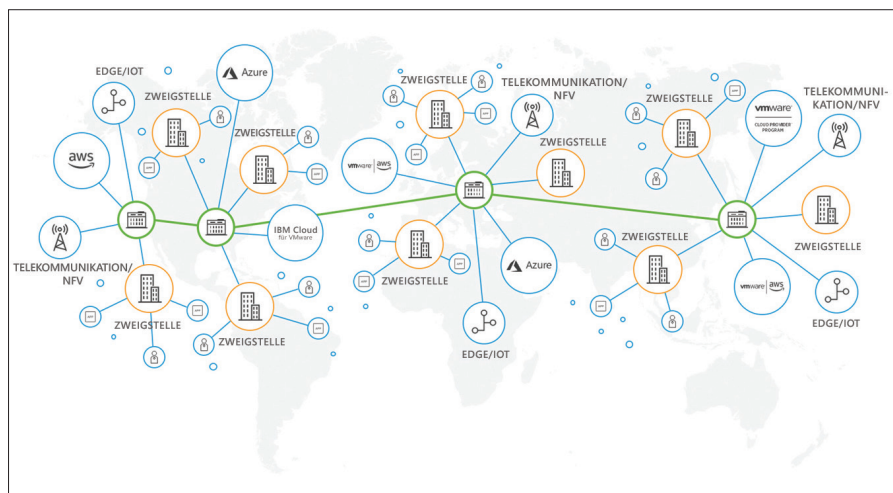 EDGE/IOT
Azure
ZWEIGSTELLE
ZWEIGSTELLE
aws
IBM Cloud
für VMware
TELEKOMMUNIKATION/
NFV
ZWEIGSTELLE
ZWEIGSTELLE
ZWEIGSTELLE
TELEKOMMUNIKATION/
NFV
vmware | aws
ZWEIGSTELLE
ZWEIGSTELLE
Azure
EDGE/IOT
ZWEIGSTELLE
vmware
CLOUD PROVIDER
PROGRAM
TELEKOMMUNI-
KATION/NFV
ZWEIGSTELLE
ZWEIGSTELLE
vmware | aws
EDGE/IOT